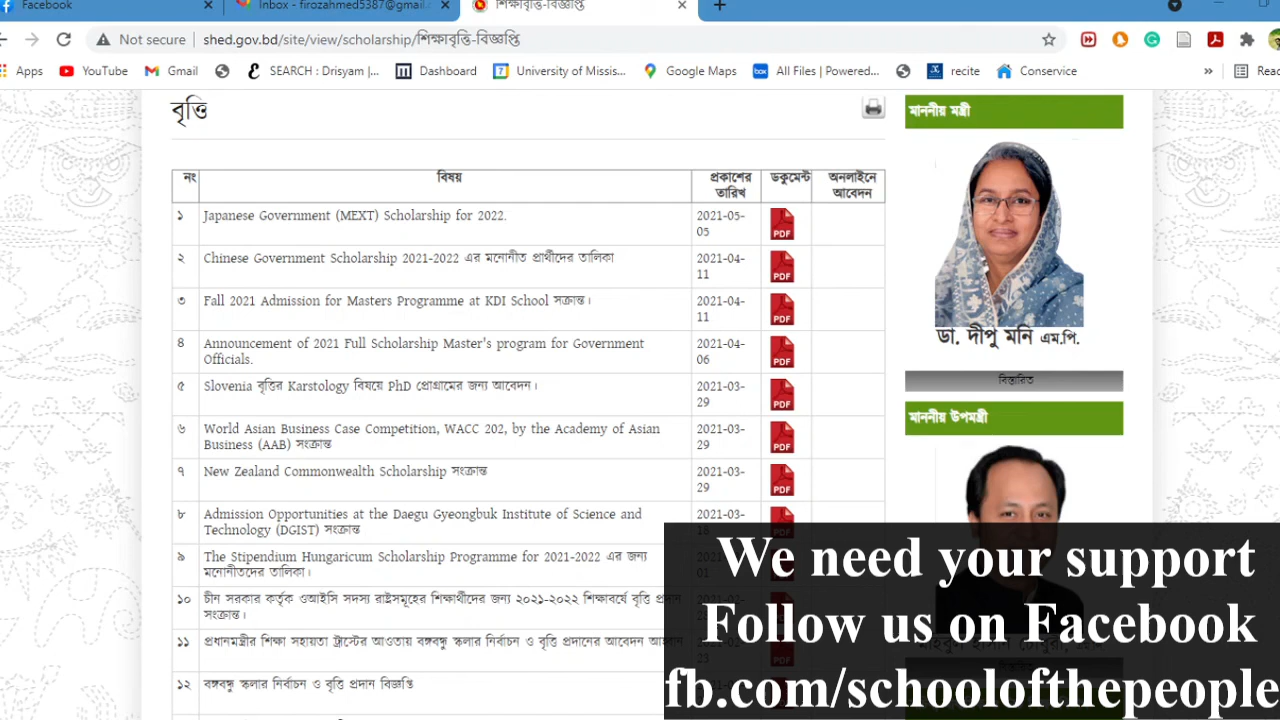 Facebook
Inbox - firozahmed5387@gmail.
শিক্ষাবৃত্তি-বিজ্ঞপ্তি
Not secure | shed.gov.bd/site/view/scholarship/শিক্ষাবৃত্তি-বিজ্ঞপ্তি
Apps YouTube Gmail SEARCH : Drisyam |... Dashboard University of Missis... Google Maps All Files | Powered... recite Conservice » Read
বৃত্তি
নং বিষয় প্রকাশের তারিখ ডকুমেন্ট অনলাইনে আবেদন
১ Japanese Government (MEXT) Scholarship for 2022. 2021-05-
05
PDF
২ Chinese Government Scholarship 2021-2022 এর মনোনীত প্রার্থীদের তালিকা 2021-04-
11
PDF
৩ Fall 2021 Admission for Masters Programme at KDI School সংক্রান্ত। 2021-04-
11
PDF
৪ Announcement of 2021 Full Scholarship Master's program for Government 2021-04-
Officials. 06
PDF
৫ Slovenia বৃত্তির Karstology বিষয়ে PhD প্রোগ্রামের জন্য আবেদন। 2021-03-
29
PDF
৬ World Asian Business Case Competition, WACC 202, by the Academy of Asian 2021-03-
Business (AAB) সংক্রান্ত 29
PDF
৭ New Zealand Commonwealth Scholarship সংক্রান্ত 2021-03-
29
PDF
৮ Admission Opportunities at the Daegu Gyeongbuk Institute of Science and 2021-03-
Technology (DGIST) সংক্রান্ত
৯ The Stipendium Hungaricum Scholarship Programme for 2021-2022 এর জন্য
মনোনীতদের তালিকা।
১০ চীন সরকার কর্তৃক ওআইসি সদস্য রাষ্ট্রসমূহের শিক্ষার্থীদের জন্য ২০২১-২০২২ শিক্ষাবর্ষে বৃত্তি প্রদান
সংক্রান্ত।
১১ প্রধানমন্ত্রীর শিক্ষা সহায়তা ট্রাস্টের আওতায় বঙ্গবন্ধু স্কলার নির্বাচন ও বৃত্তি প্রদানের আবেদন আহ্বান
১২ বঙ্গবন্ধু স্কলার নির্বাচন ও বৃত্তি প্রদান বিজ্ঞপ্তি
মাননীয় মন্ত্রী
ডা. দীপু মনি এম.পি.
বিস্তারিত
মাননীয় উপমন্ত্রী
We need your support
Follow us on Facebook
fb.com/schoolofthepeople